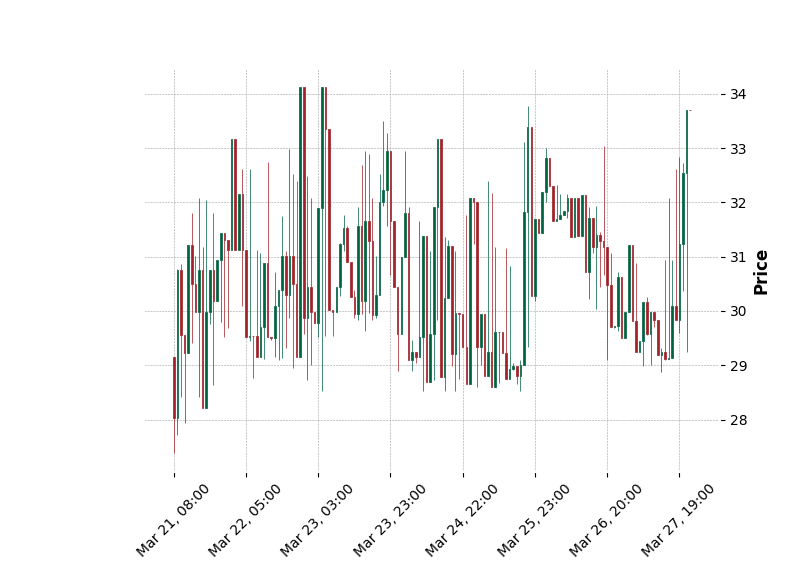 34
33
32
31
30
29
28
Price
Mar 21, 08:00
Mar 22, 05:00
Mar 23, 03:00
Mar 23, 23:00
Mar 24, 22:00
Mar 25, 23:00
Mar 26, 20:00
Mar 27, 19:00